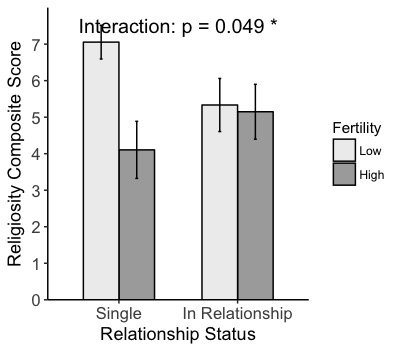 Interaction: p = 0.049 *
Religiosity Composite Score
7
6
5
4
3
2
1
0
Single In Relationship
Relationship Status
Fertility
Low
High